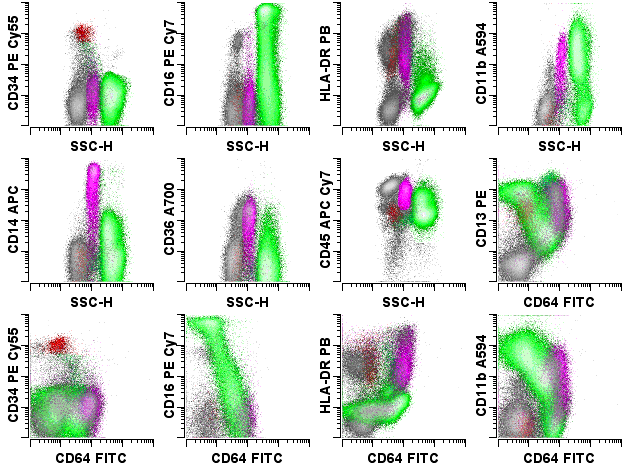 CD34 PE Cy55
SSC-H
CD16 PE Cy7
SSC-H
HLA-DR PB
SSC-H
CD11b A594
SSC-H
CD14 APC
SSC-H
CD36 A700
SSC-H
CD45 APC Cy7
SSC-H
CD13 PE
CD64 FITC
CD34 PE Cy55
CD64 FITC
CD16 PE Cy7
CD64 FITC
HLA-DR PB
CD64 FITC
CD11b A594
CD64 FITC